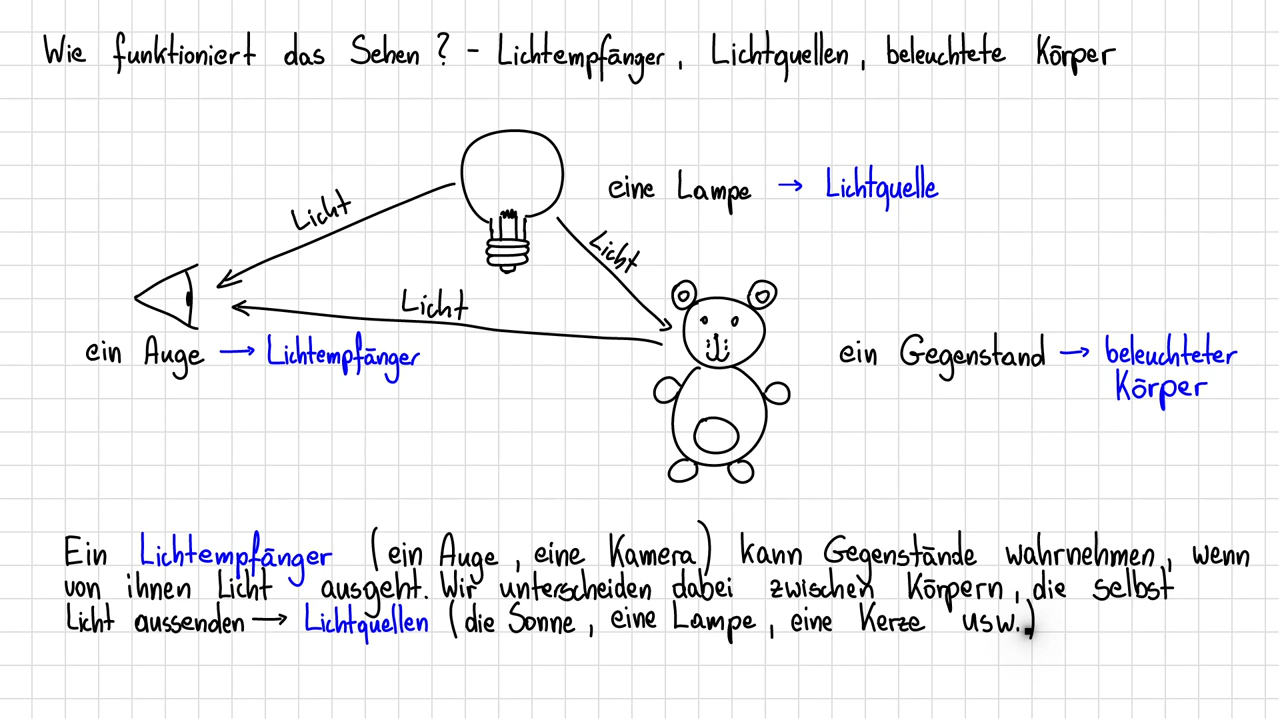 Wie funktioniert das Sehen? - Lichtempfänger, Lichtquellen, beleuchtete Körper
eine Lampe → Lichtquelle
Licht
Licht
Licht
ein Auge → Lichtempfänger
ein Gegenstand → beleuchteter
Körper
Ein Lichtempfänger (ein Auge, eine Kamera) kann Gegenstände wahrnehmen, wenn
von ihnen Licht ausgeht. Wir unterscheiden dabei zwischen Körpern, die selbst
Licht aussenden → Lichtquellen (die Sonne, eine Lampe, eine Kerze usw.)